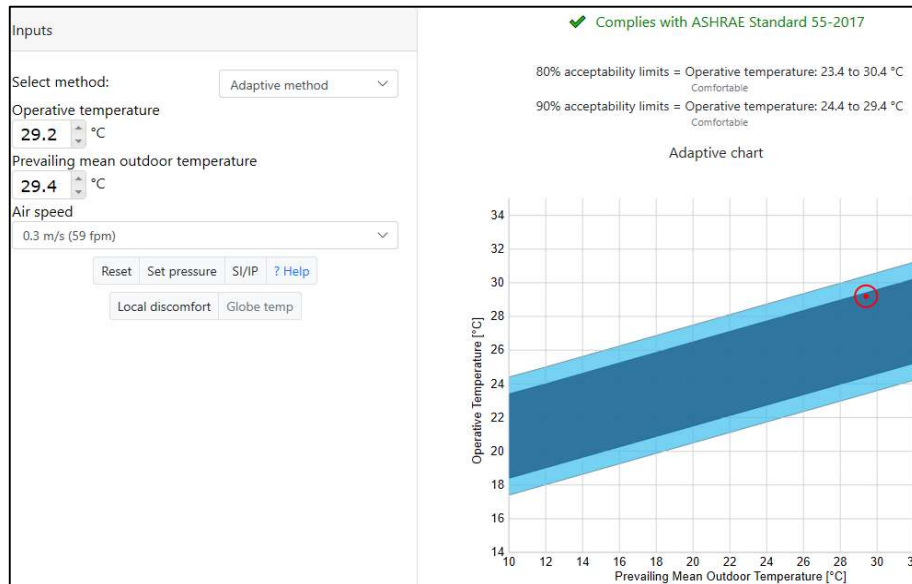 Inputs
Select method: Adaptive method
Operative temperature
29.2 °C
Prevailing mean outdoor temperature
29.4 °C
Air speed
0.3 m/s (59 fpm)
Reset Set pressure SI/IP ? Help
Local discomfort Globe temp
✔ Complies with ASHRAE Standard 55-2017
80% acceptability limits = Operative temperature: 23.4 to 30.4 °C
Comfortable
90% acceptability limits = Operative temperature: 24.4 to 29.4 °C
Comfortable
Adaptive chart
Operative Temperature [°C]
34
32
30
28
26
24
22
20
18
16
14
10 12 14 16 18 20 22 24 26 28 30
Prevailing Mean Outdoor Temperature [°C]